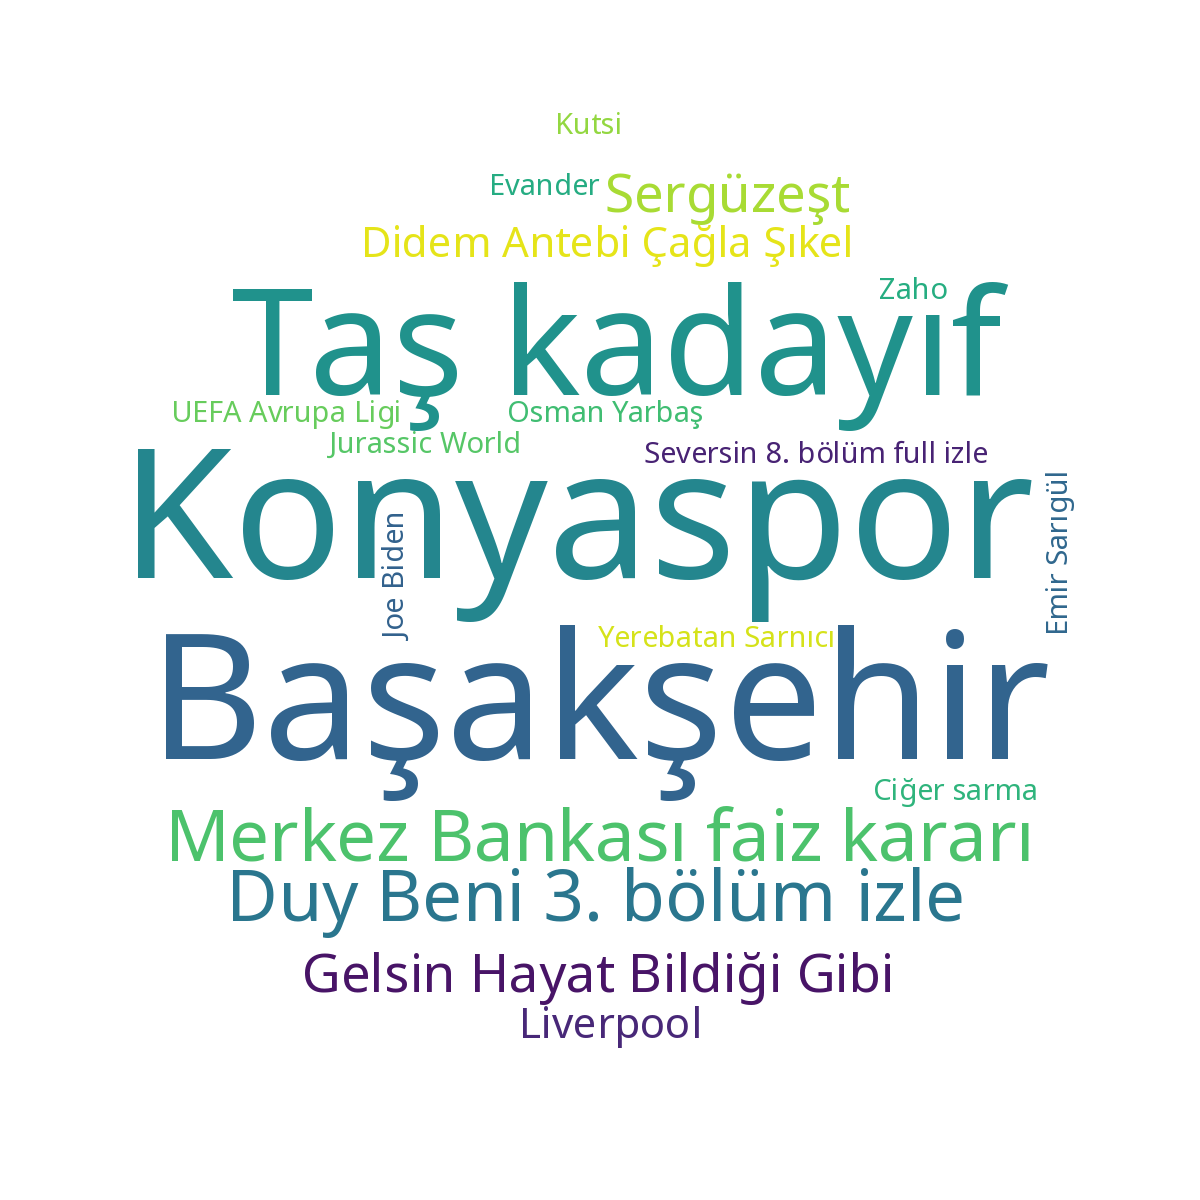 Kutsi
Evander
Sergüzeşt
Didem Antebi Çağla Şıkel
Zaho
Taş kadayıf
UEFA Avrupa Ligi
Osman Yarbaş
Jurassic World
Seversin 8. bölüm full izle
Konyaspor
Emir Sarıgül
Joe Biden
Yerebatan Sarnıcı
Başakşehir
Ciğer sarma
Merkez Bankası faiz kararı
Duy Beni 3. bölüm izle
Gelsin Hayat Bildiği Gibi
Liverpool